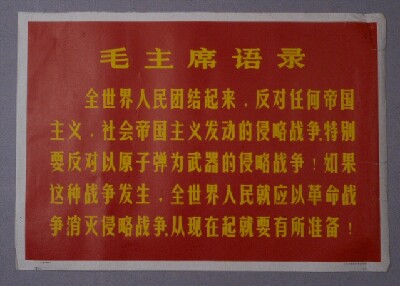 毛主席语录
全世界人民团结起来，反对任何帝国
主义、社会帝国主义发动的侵略战争，特别
要反对以原子弹为武器的侵略战争！如果
这种战争发生，全世界人民就应以革命战
争消灭侵略战争，从现在起就要有所准备！